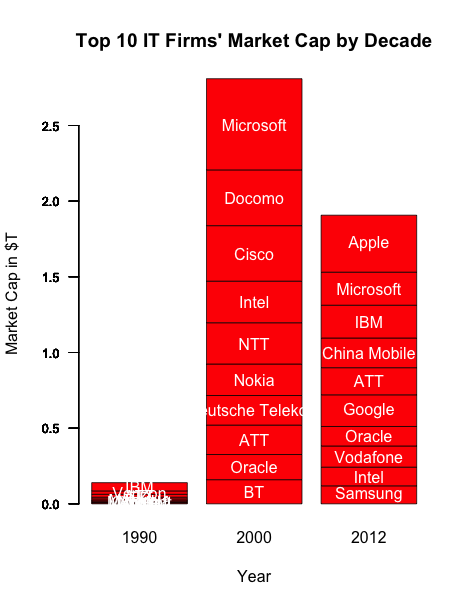 Top 10 IT Firms' Market Cap by Decade
Market Cap in $T
2.5
2.0
1.5
1.0
0.5
0.0
IBM
Verizon
Microsoft
Docomo
Cisco
Intel
NTT
Nokia
eutsche Teleko
ATT
Oracle
BT
Apple
Microsoft
IBM
China Mobile
ATT
Google
Oracle
Vodafone
Intel
Samsung
1990
2000
2012
Year